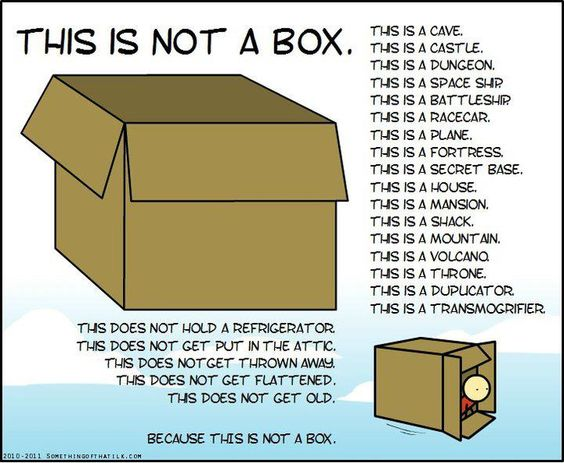 THIS IS NOT A BOX.
THIS IS A CAVE.
THIS IS A CASTLE.
THIS IS A DUNGEON.
THIS IS A SPACE SHIP.
THIS IS A BATTLESHIP.
THIS IS A RACECAR.
THIS IS A PLANE.
THIS IS A FORTRESS.
THIS IS A SECRET BASE.
THIS IS A HOUSE.
THIS IS A MANSION.
THIS IS A SHACK.
THIS IS A MOUNTAIN.
THIS IS A VOLCANO.
THIS IS A THRONE.
THIS IS A DUPLICATOR.
THIS IS A TRANSMOGRIFIER.
THIS DOES NOT HOLD A REFRIGERATOR.
THIS DOES NOT GET PUT IN THE ATTIC.
THIS DOES NOTGET THROWN AWAY.
THIS DOES NOT GET FLATTENED.
THIS DOES NOT GET OLD.
BECAUSE THIS IS NOT A BOX.
2010-2011 SOMETHINGOFTHATILK.COM